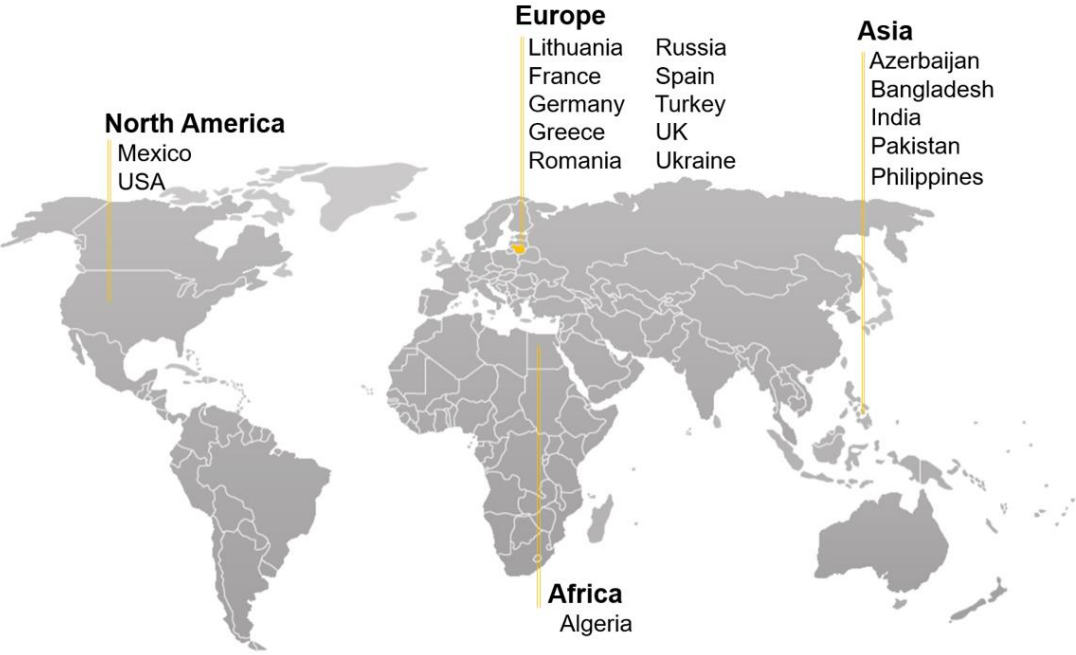 Europe
Lithuania
France
Germany
Greece
Romania
Russia
Spain
Turkey
UK
Ukraine
Asia
Azerbaijan
Bangladesh
India
Pakistan
Philippines
North America
Mexico
USA
Africa
Algeria